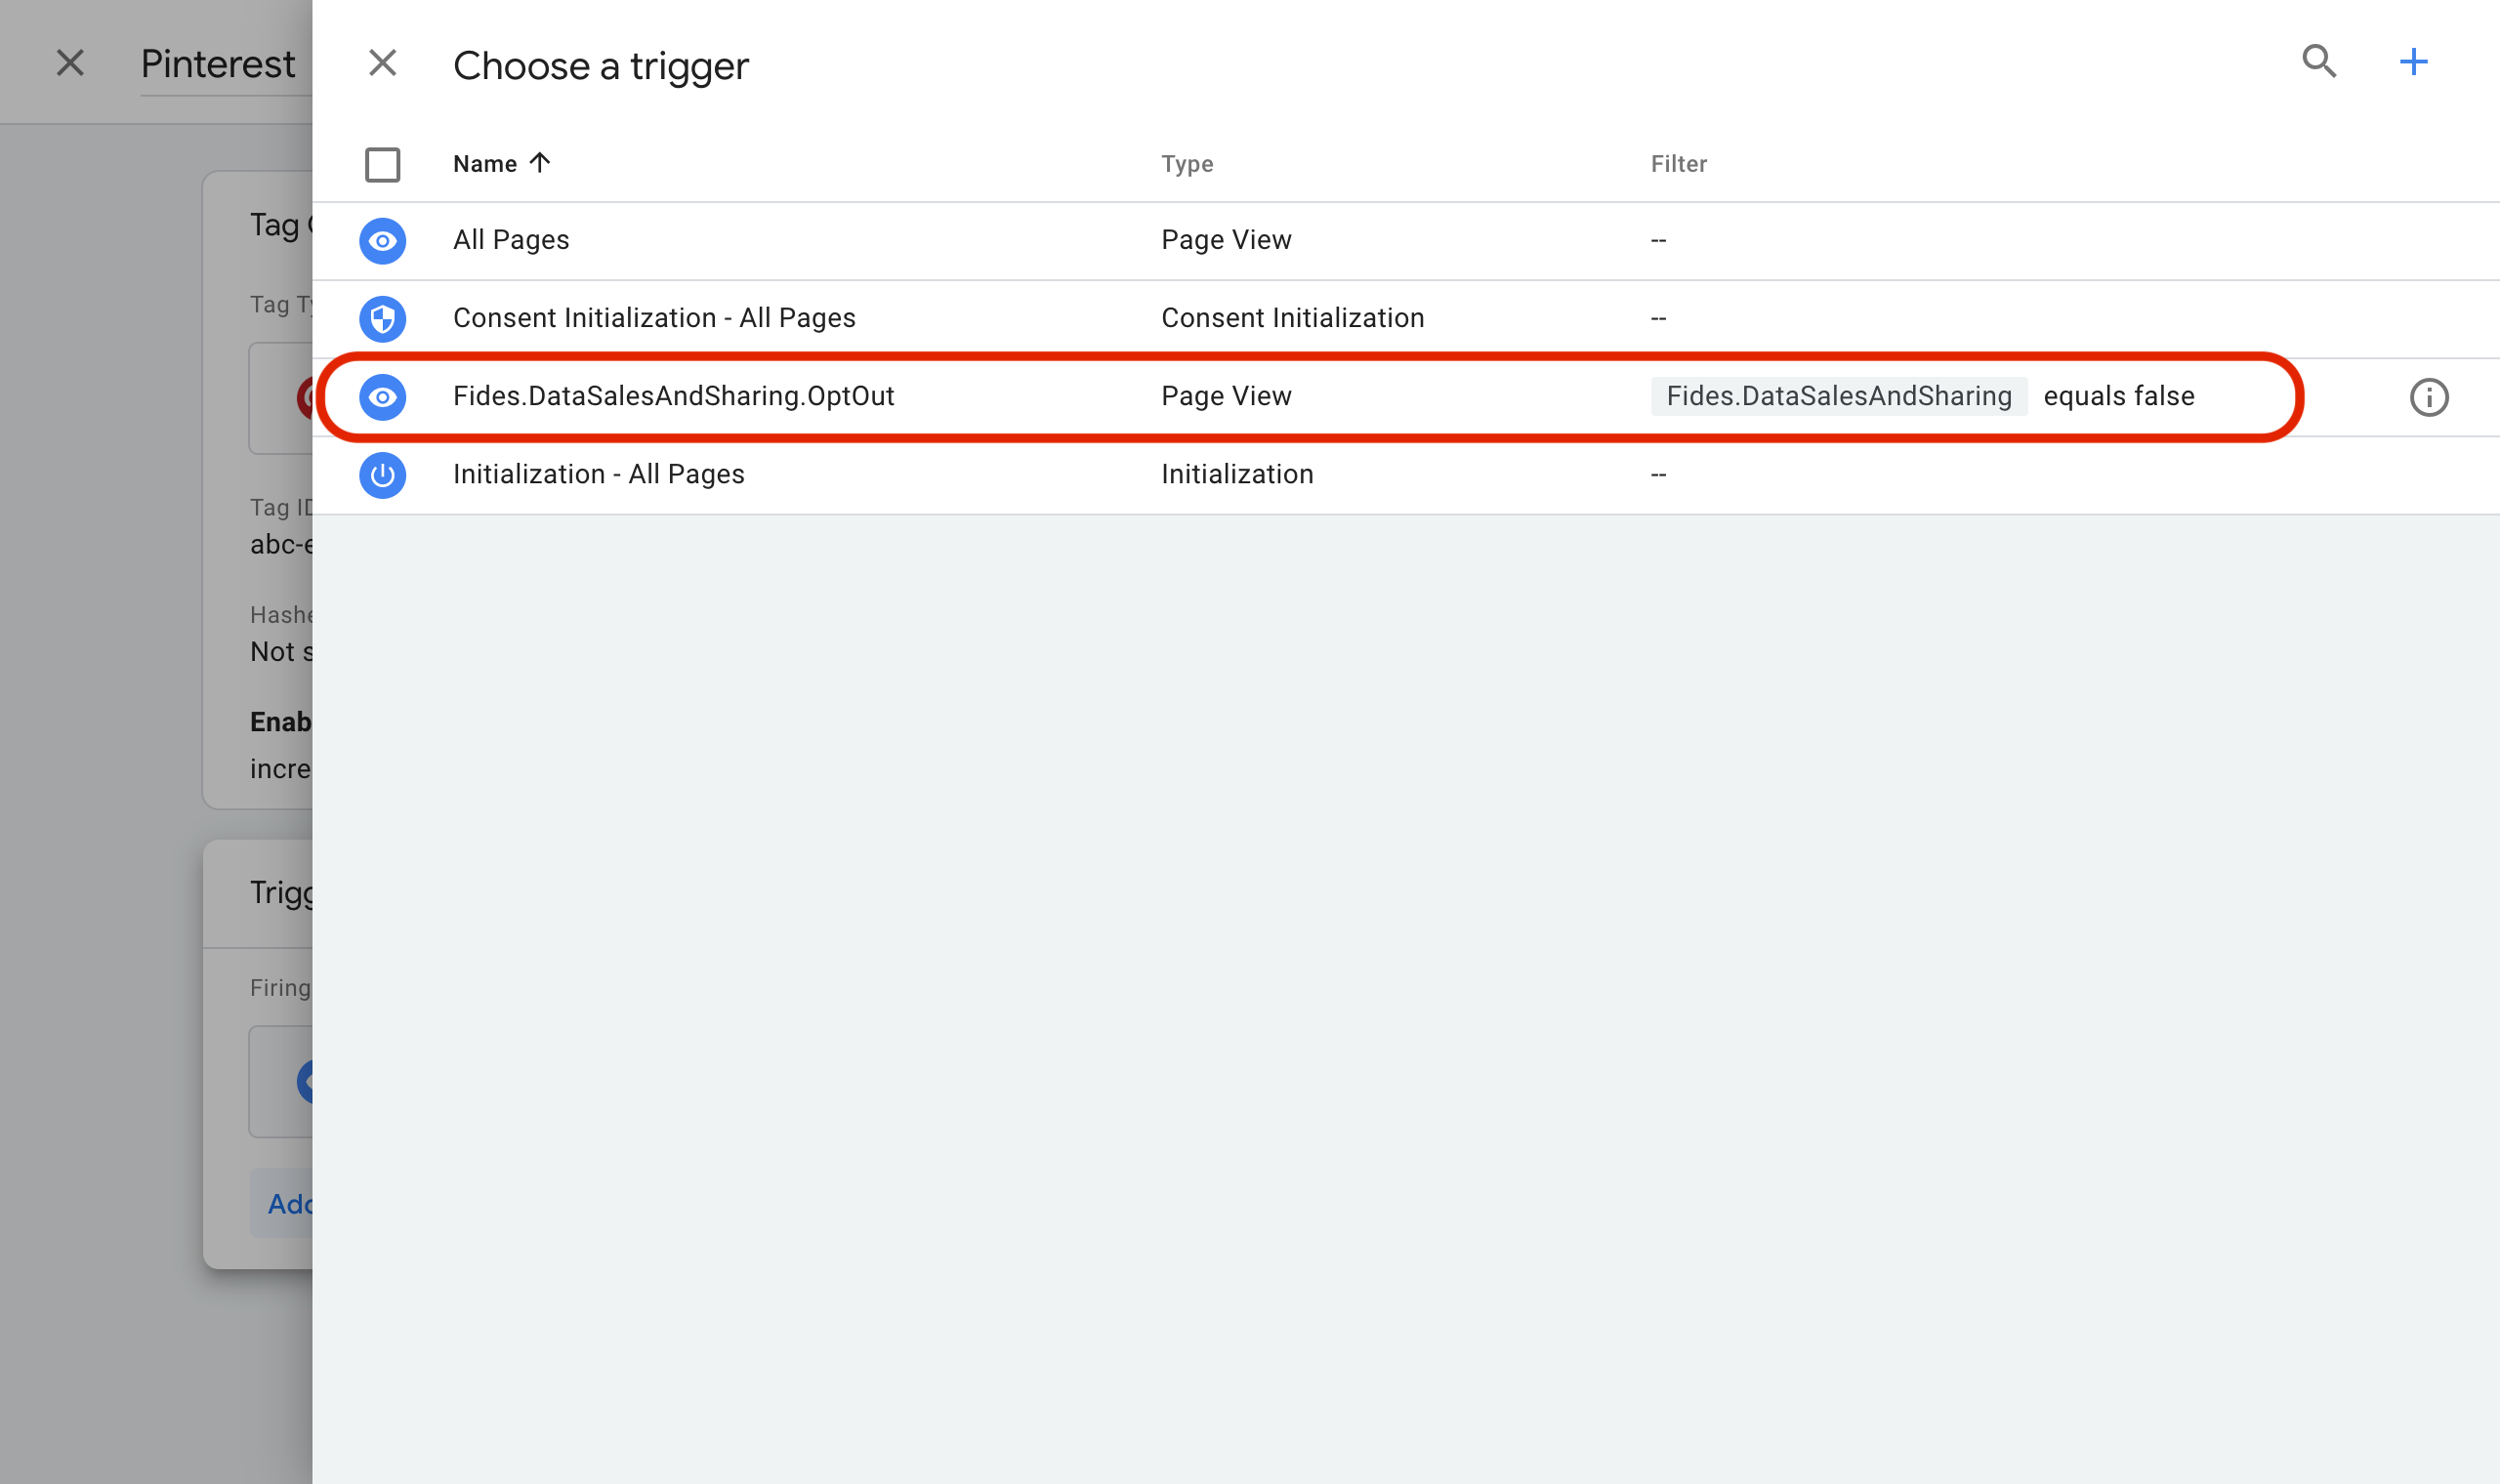 Pinterest
Choose a trigger
Name Type Filter
All Pages Page View --
Consent Initialization - All Pages Consent Initialization --
Fides.DataSalesAndSharing.OptOut Page View Fides.DataSalesAndSharing equals false
Initialization - All Pages Initialization --
Tag
Tag
Tag ID
abc-e
Hashe
Not s
Enab
incre
Trigg
Firing
Add